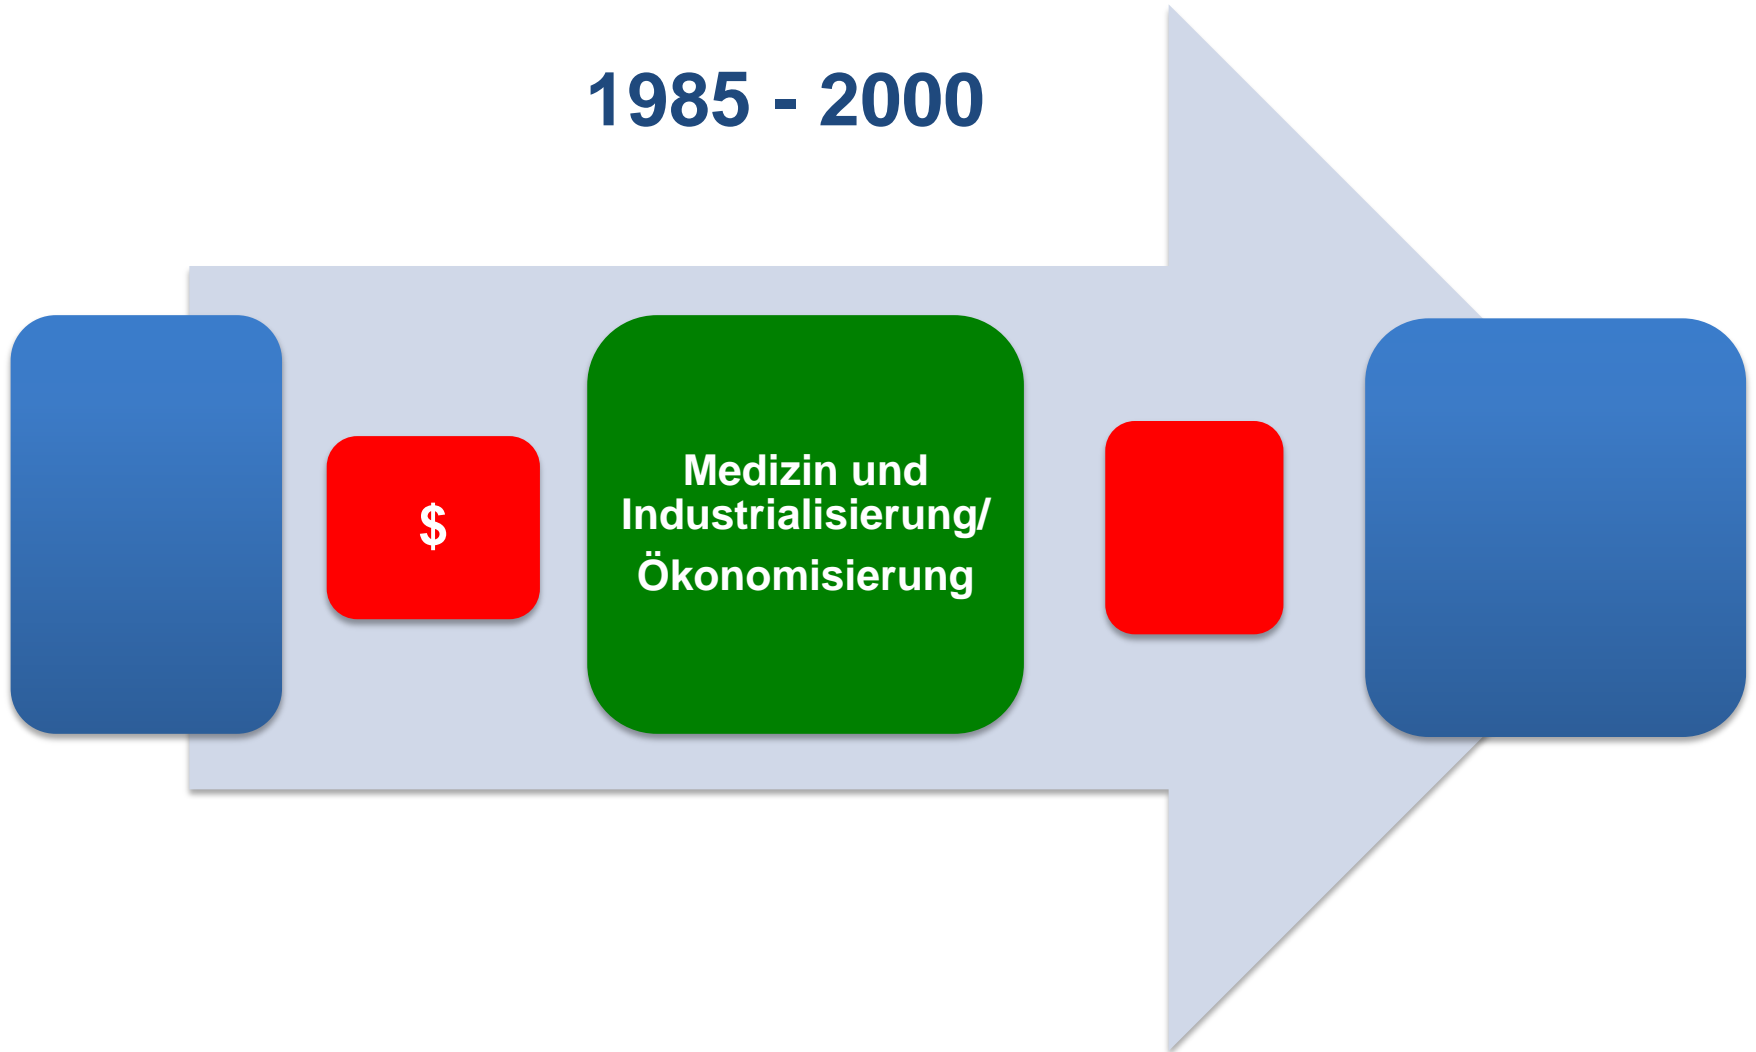 1985 - 2000
$
Medizin und
Industrialisierung/
Ökonomisierung